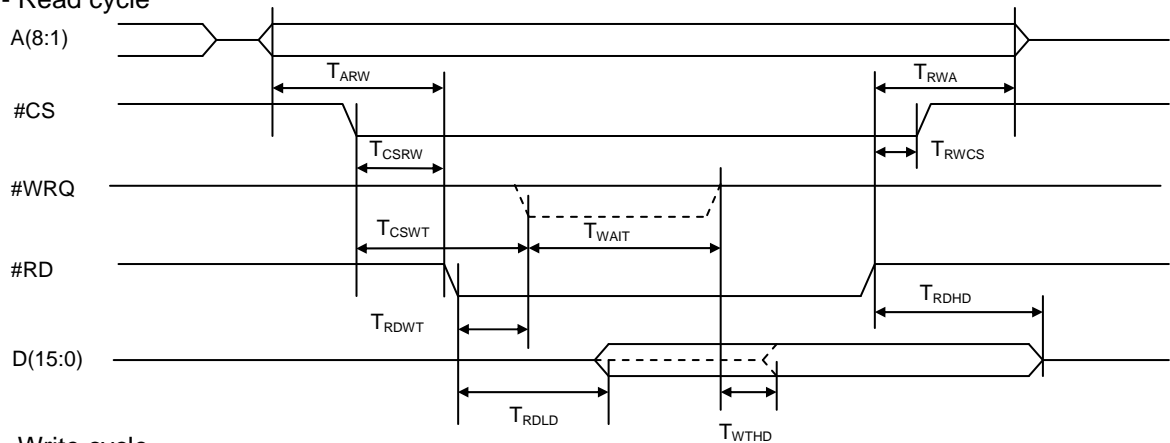 - Read cycle
A(8:1)
TARW
TRWA
#CS
TCSRW
TRWCS
#WRQ
TCSWT
TWAIT
#RD
TRDHD
TRDWT
D(15:0)
TRDLD
TWTHD
Write cycle